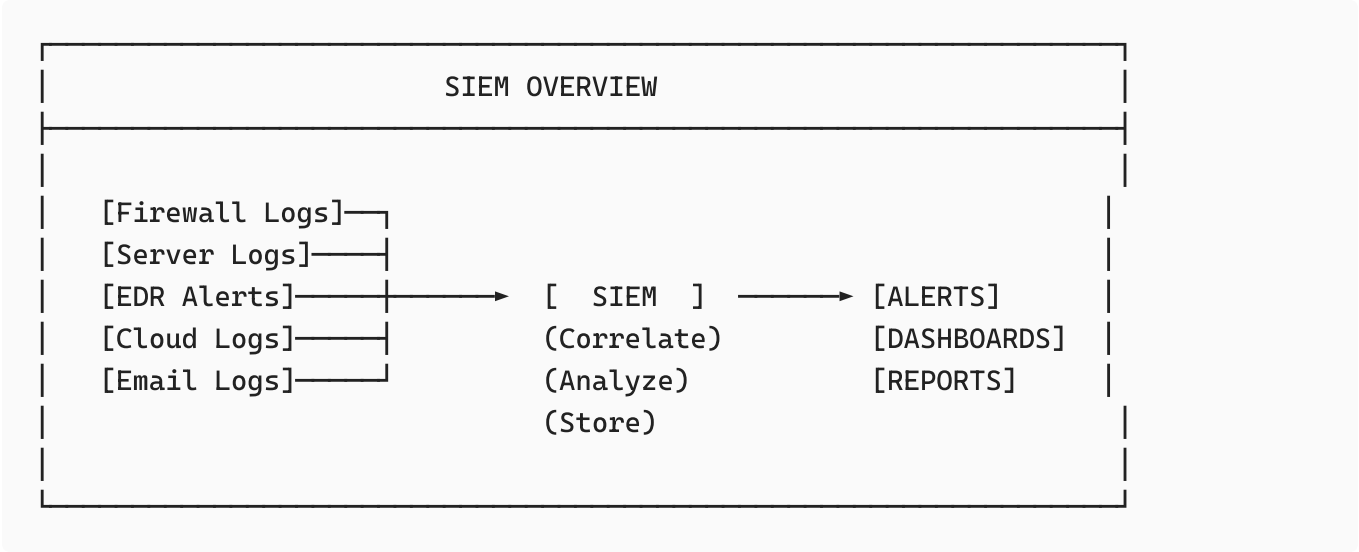 SIEM OVERVIEW
[Firewall Logs]
[Server Logs]
[EDR Alerts] [  SIEM  ] [ALERTS]
[Cloud Logs] (Correlate) [DASHBOARDS]
[Email Logs] (Analyze) [REPORTS]
(Store)